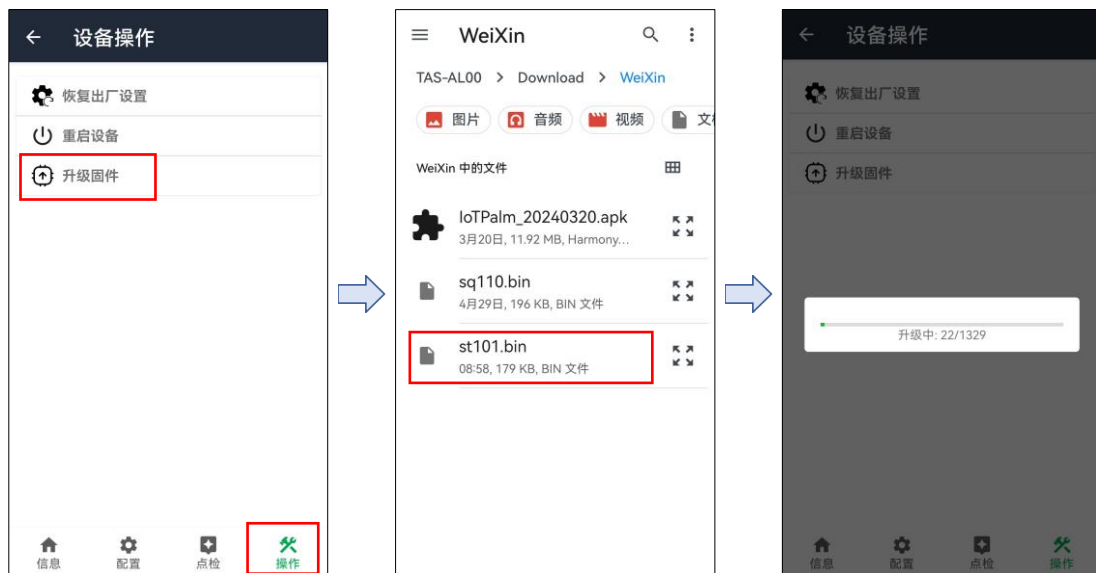 设备操作
恢复出厂设置
重启设备
升级固件
信息
配置
点检
操作
WeiXin
TAS-AL00 > Download > WeiXin
图片
音频
视频
文
WeiXin 中的文件
IoTPalm_20240320.apk
3月20日, 11.92 MB, Harmony...
sq110.bin
4月29日, 196 KB, BIN 文件
st101.bin
08:58, 179 KB, BIN 文件
设备操作
恢复出厂设置
重启设备
升级固件
升级中: 22/1329
信息
配置
点检
操作